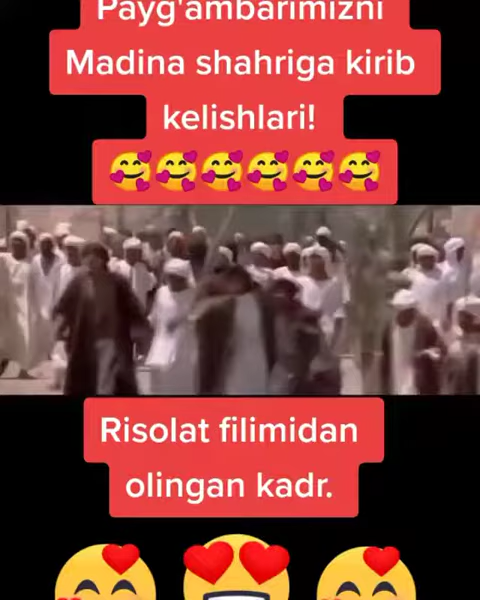 Payg'ambarimizni
Madina shahriga kirib
kelishlari!
Risolat filimidan
olingan kadr.